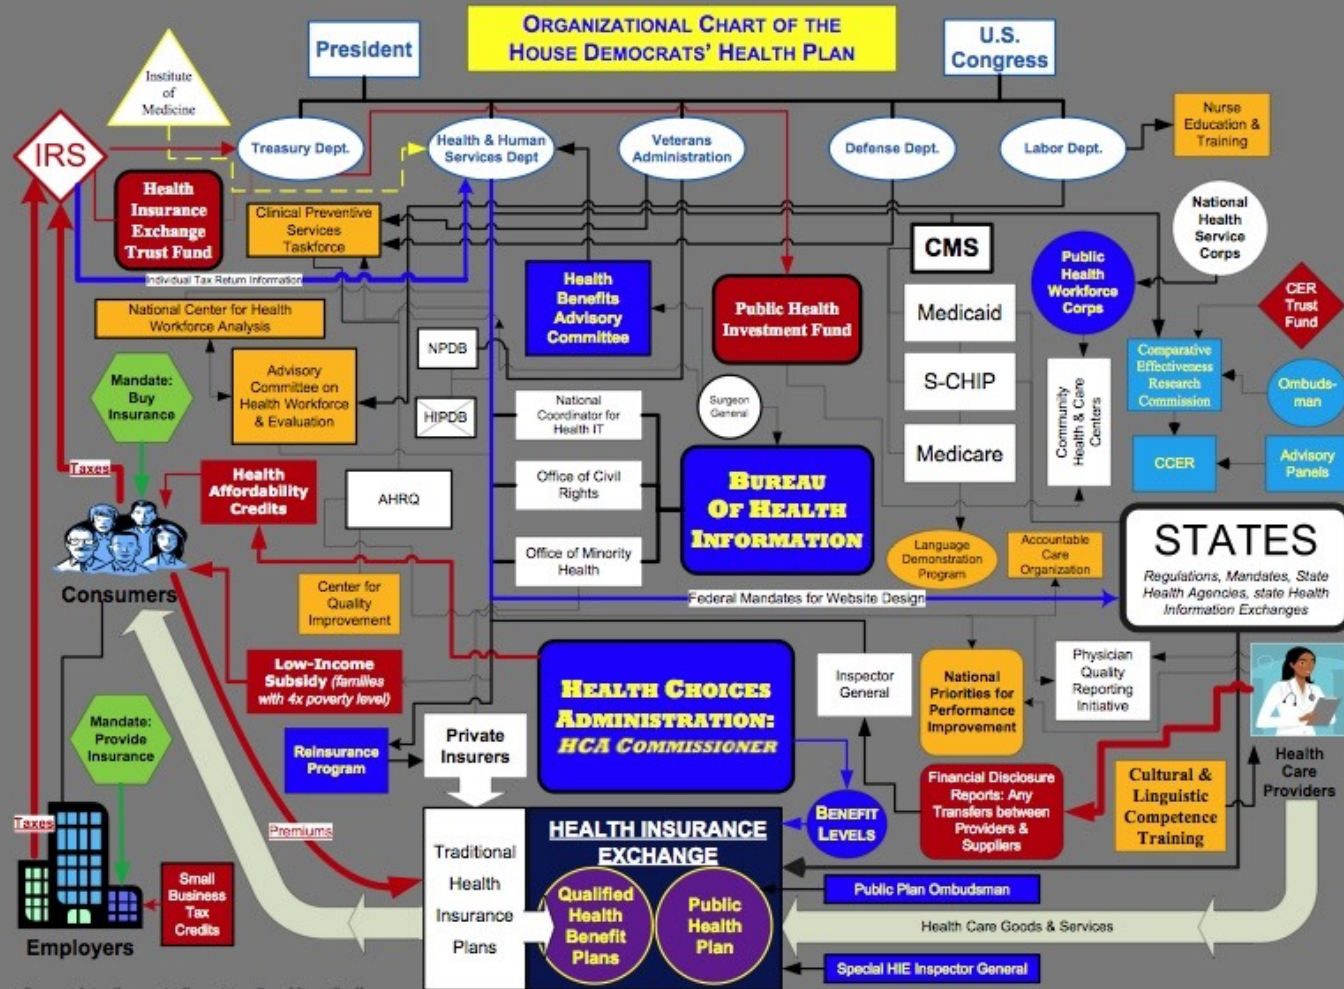 ORGANIZATIONAL CHART OF THE
HOUSE DEMOCRATS' HEALTH PLAN
President
U.S.
Congress
Institute
of
Medicine
IRS
Treasury Dept.
Health & Human
Services Dept
Veterans
Administration
Defense Dept.
Labor Dept.
Nurse
Education &
Training
Health
Insurance
Exchange
Trust Fund
Clinical Preventive
Services
Taskforce
National
Health
Service
Corps
CMS
Individual Tax Return Information
Health
Benefits
Advisory
Committee
Public Health
Investment Fund
Public
Health
Workforce
Corps
CER
Trust
Fund
National Center for Health
Workforce Analysis
Medicaid
S-CHIP
Medicare
NPDB
HIPDB
Mandate:
Buy
Insurance
Advisory
Committee on
Health Workforce
& Evaluation
Surgeon
General
Community
Health & Care
Centers
Comparative
Effectiveness
Research
Commission
Ombuds-
man
CCER
Advisory
Panels
National
Coordinator for
Health IT
Office of Civil
Rights
Office of Minority
Health
BUREAU
OF HEALTH
INFORMATION
Taxes
Health
Affordability
Credits
AHRQ
Language
Demonstration
Program
Accountable
Care
Organization
STATES
Regulations, Mandates, State
Health Agencies, state Health
Information Exchanges
Consumers
Center for
Quality
Improvement
Federal Mandates for Website Design
Low-Income
Subsidy (families
with 4x poverty level)
HEALTH CHOICES
ADMINISTRATION:
HCA COMMISSIONER
Inspector
General
National
Priorities for
Performance
Improvement
Physician
Quality
Reporting
Initiative
Mandate:
Provide
Insurance
Reinsurance
Program
Private
Insurers
Health
Care
Providers
Financial Disclosure
Reports: Any
Transfers between
Providers &
Suppliers
Cultural &
Linguistic
Competence
Training
BENEFIT
LEVELS
Taxes
Premiums
Traditional
Health
Insurance
Plans
HEALTH INSURANCE
EXCHANGE
Qualified
Health
Benefit
Plans
Public
Health
Plan
Public Plan Ombudsman
Health Care Goods & Services
Special HIE Inspector General
Small
Business
Tax
Credits
Employers